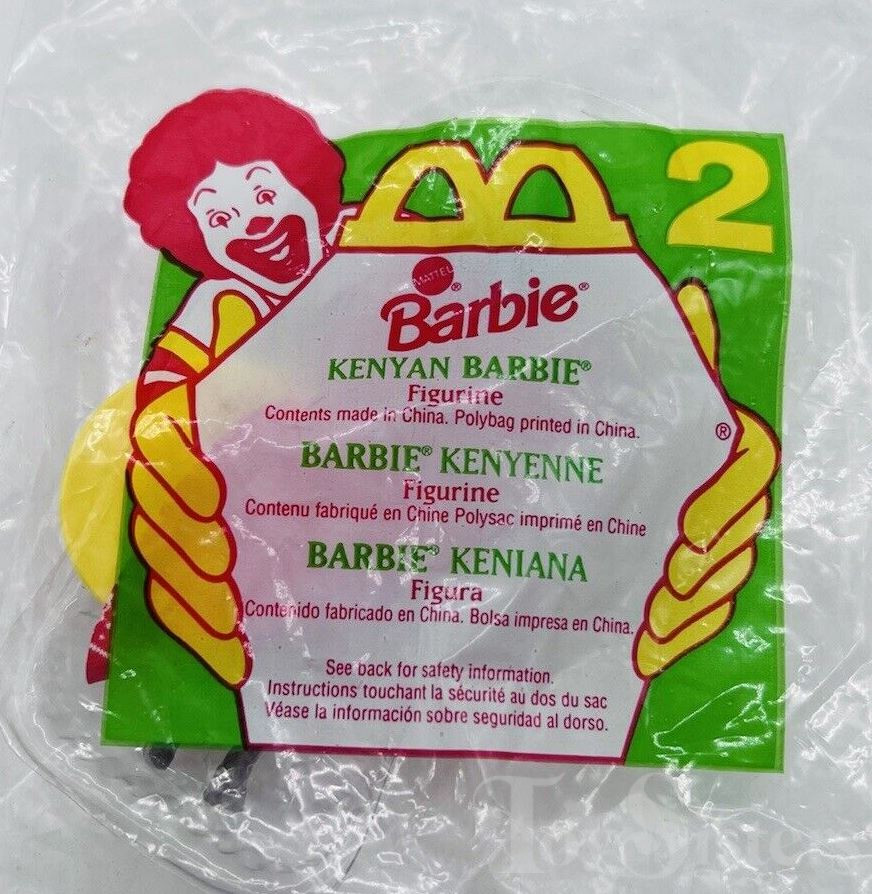 2
MATTEL®
Barbie®
KENYAN BARBIE®
Figurine
Contents made in China. Polybag printed in China.
®
BARBIE® KENYENNE
Figurine
Contenu fabriqué en Chine Polysac imprimé en Chine
BARBIE® KENIANA
Figura
Contenido fabricado en China. Bolsa impresa en China.
See back for safety information.
Instructions touchant la sécurité au dos du sac
Véase la información sobre seguridad al dorso.